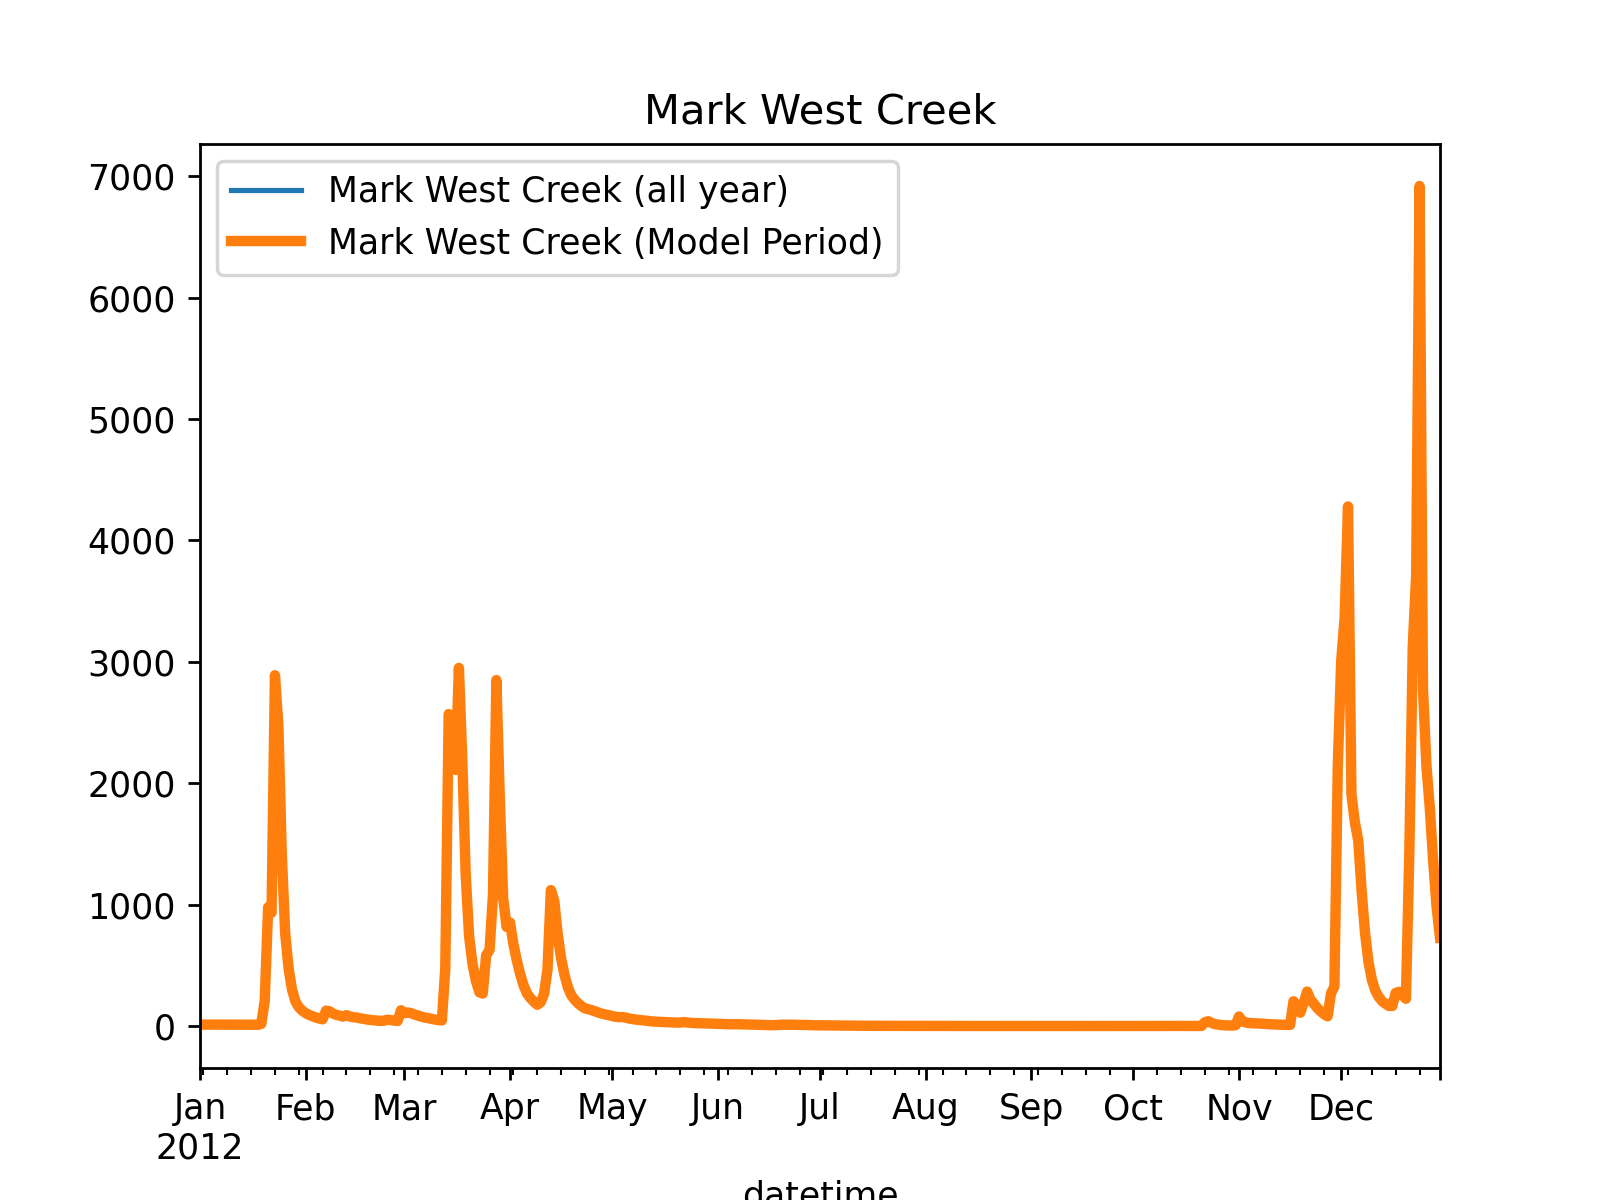 Mark West Creek
Mark West Creek (all year)
Mark West Creek (Model Period)
7000
6000
5000
4000
3000
2000
1000
0
Jan Feb Mar Apr May Jun Jul Aug Sep Oct Nov Dec
2012
datetime